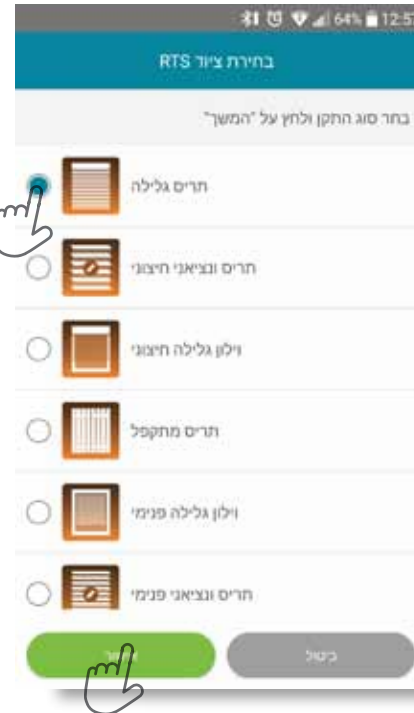 64% 12:5
בחירת ציוד RTS
בחר סוג התקן ולחץ על "המשך"
תריס גלילה
תריס ונציאני חיצוני
וילון גלילה חיצוני
תריס מתקפל
וילון גלילה פנימי
תריס ונציאני פנימי
ביטול